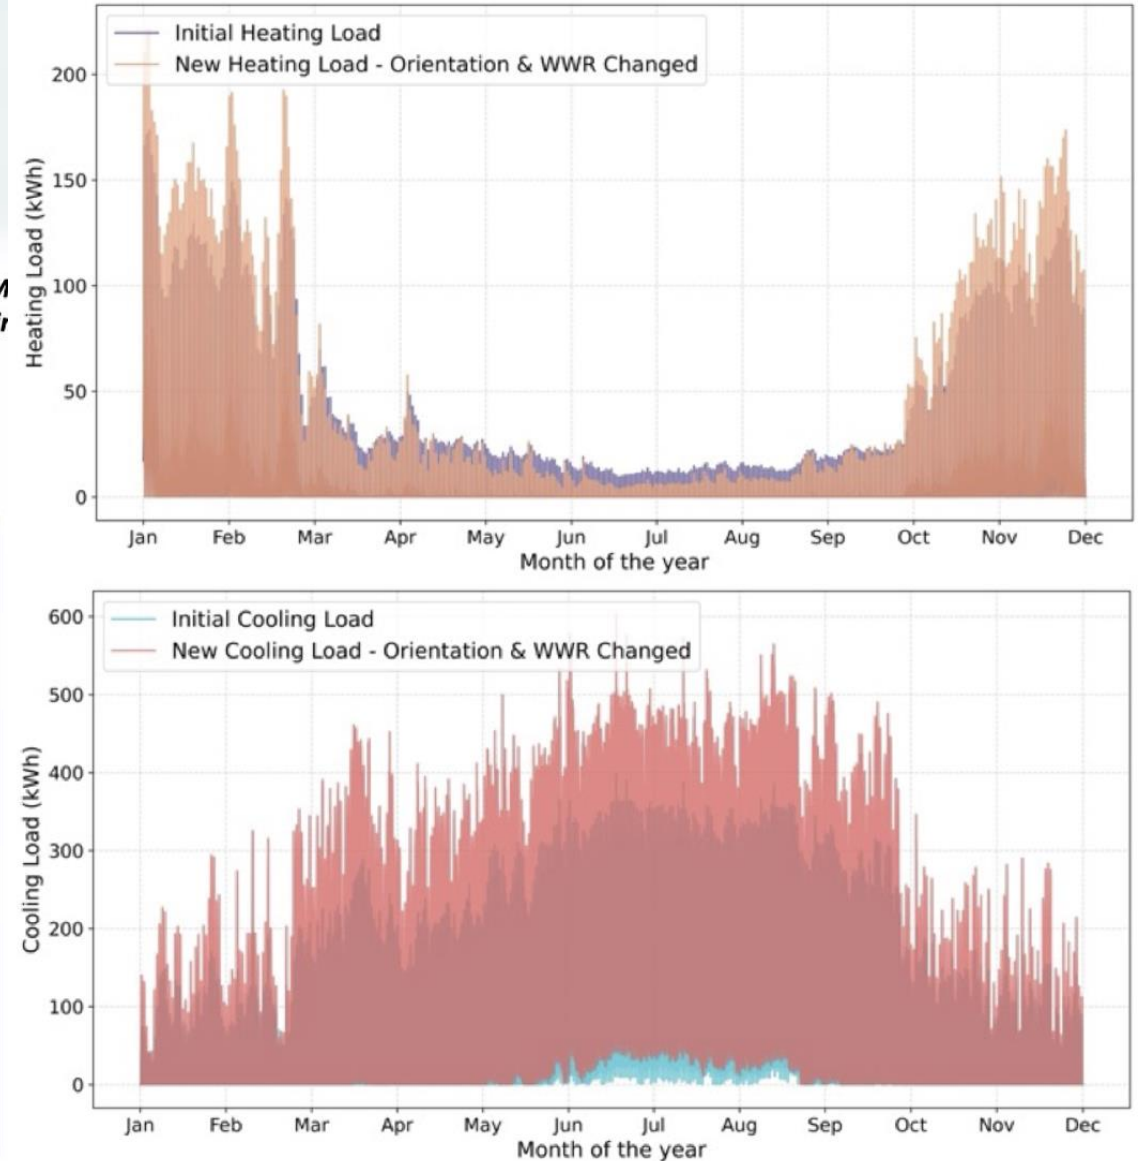 Initial Heating Load
New Heating Load - Orientation & WWR Changed
Heating Load (kWh)
200
150
100
50
0
Jan Feb Mar Apr May Jun Jul Aug Sep Oct Nov Dec
Month of the year
Initial Cooling Load
New Cooling Load - Orientation & WWR Changed
Cooling Load (kWh)
600
500
400
300
200
100
0
Jan Feb Mar Apr May Jun Jul Aug Sep Oct Nov Dec
Month of the year